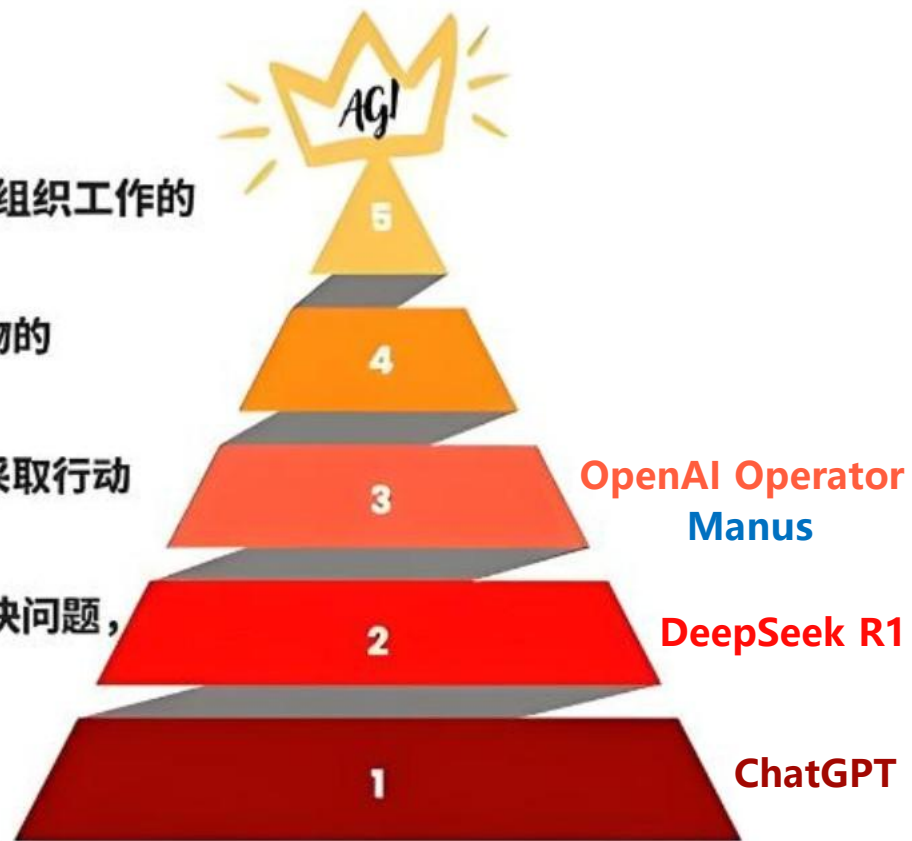 AGI
组织工作的
5
物的
4
采取行动
3
OpenAI Operator
Manus
决问题，
2
DeepSeek R1
1
ChatGPT